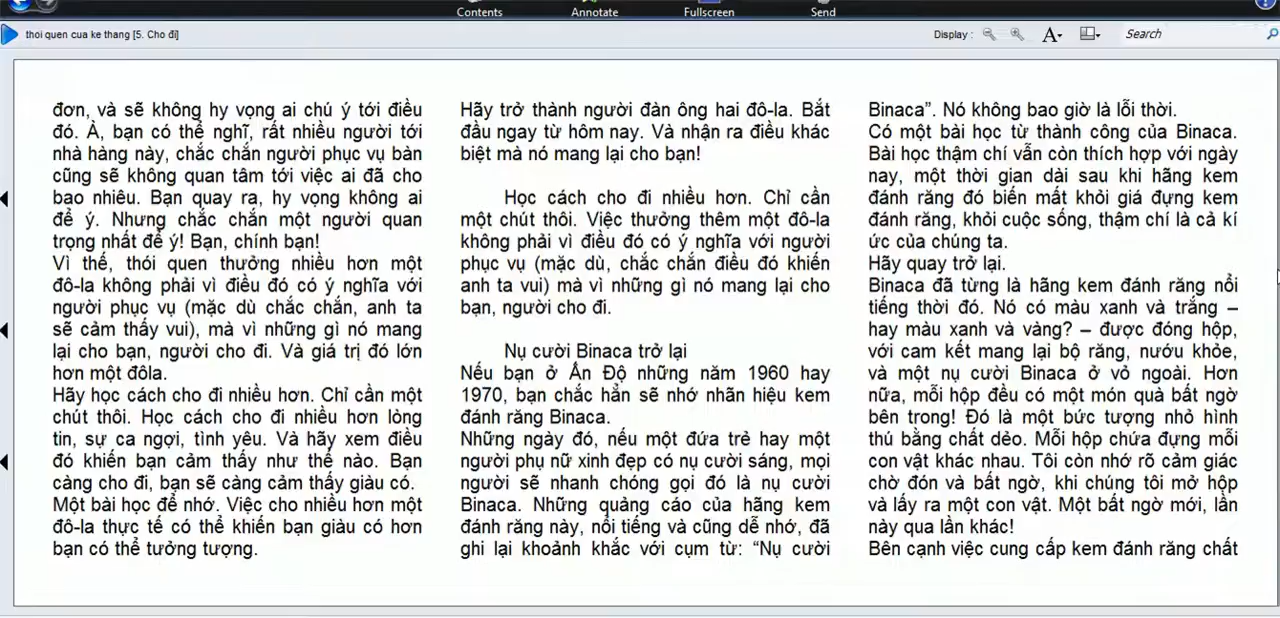 Contents
Annotate
Fullscreen
Send
thoi quen cua ke thang [5. Cho đi]
Display :
A
Search
đơn, và sẽ không hy vọng ai chú ý tới điều
đó. À, bạn có thể nghĩ, rất nhiều người tới
nhà hàng này, chắc chắn người phục vụ bàn
cũng sẽ không quan tâm tới việc ai đã cho
bao nhiêu. Bạn quay ra, hy vọng không ai
để ý. Nhưng chắc chắn một người quan
trọng nhất để ý! Bạn, chính bạn!
Vì thế, thói quen thưởng nhiều hơn một
đô-la không phải vì điều đó có ý nghĩa với
người phục vụ (mặc dù chắc chắn, anh ta
sẽ cảm thấy vui), mà vì những gì nó mang
lại cho bạn, người cho đi. Và giá trị đó lớn
hơn một đôla.
Hãy học cách cho đi nhiều hơn. Chỉ cần một
chút thôi. Học cách cho đi nhiều hơn lòng
tin, sự ca ngợi, tình yêu. Và hãy xem điều
đó khiến bạn cảm thấy như thế nào. Bạn
càng cho đi, bạn sẽ càng cảm thấy giàu có.
Một bài học để nhớ. Việc cho nhiều hơn một
đô-la thực tế có thể khiến bạn giàu có hơn
bạn có thể tưởng tượng.
Hãy trở thành người đàn ông hai đô-la. Bắt
đầu ngay từ hôm nay. Và nhận ra điều khác
biệt mà nó mang lại cho bạn!
Học cách cho đi nhiều hơn. Chỉ cần
một chút thôi. Việc thưởng thêm một đô-la
không phải vì điều đó có ý nghĩa với người
phục vụ (mặc dù, chắc chắn điều đó khiến
anh ta vui) mà vì những gì nó mang lại cho
bạn, người cho đi.
Nụ cười Binaca trở lại
Nếu bạn ở Ấn Độ những năm 1960 hay
1970, bạn chắc hẳn sẽ nhớ nhãn hiệu kem
đánh răng Binaca.
Những ngày đó, nếu một đứa trẻ hay một
người phụ nữ xinh đẹp có nụ cười sáng, mọi
người sẽ nhanh chóng gọi đó là nụ cười
Binaca. Những quảng cáo của hãng kem
đánh răng này, nổi tiếng và cũng dễ nhớ, đã
ghi lại khoảnh khắc với cụm từ: “Nụ cười
Binaca”. Nó không bao giờ là lỗi thời.
Có một bài học từ thành công của Binaca.
Bài học thậm chí vẫn còn thích hợp với ngày
nay, một thời gian dài sau khi hãng kem
đánh răng đó biến mất khỏi giá đựng kem
đánh răng, khỏi cuộc sống, thậm chí là cả kí
ức của chúng ta.
Hãy quay trở lại.
Binaca đã từng là hãng kem đánh răng nổi
tiếng thời đó. Nó có màu xanh và trắng –
hay màu xanh và vàng? – được đóng hộp,
với cam kết mang lại bộ răng, nướu khỏe,
và một nụ cười Binaca ở vỏ ngoài. Hơn
nữa, mỗi hộp đều có một món quà bất ngờ
bên trong! Đó là một bức tượng nhỏ hình
thú bằng chất dẻo. Mỗi hộp chứa đựng mỗi
con vật khác nhau. Tôi còn nhớ rõ cảm giác
chờ đón và bất ngờ, khi chúng tôi mở hộp
và lấy ra một con vật. Một bất ngờ mới, lần
này qua lần khác!
Bên cạnh việc cung cấp kem đánh răng chất